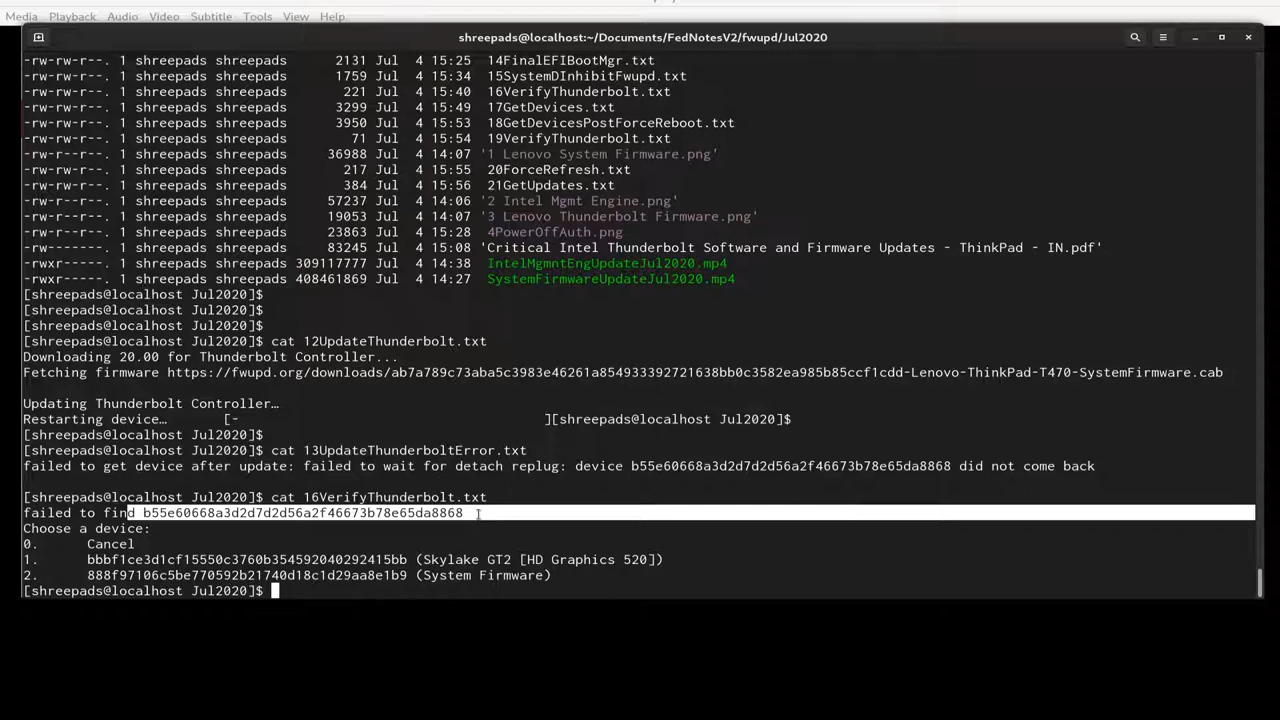 Media Playback Audio Video Subtitle Tools View Help
shreepads@localhost:~/Documents/FedNotesV2/fwupd/Jul2020
-rw-rw-r--. 1 shreepads shreepads 2131 Jul 4 15:25 14FinalEFIBootMgr.txt
-rw-rw-r--. 1 shreepads shreepads 1759 Jul 4 15:34 15SystemDInhibitFwupd.txt
-rw-rw-r--. 1 shreepads shreepads 221 Jul 4 15:40 16VerifyThunderbolt.txt
-rw-rw-r--. 1 shreepads shreepads 3299 Jul 4 15:49 17GetDevices.txt
-rw-rw-r--. 1 shreepads shreepads 3950 Jul 4 15:53 18GetDevicesPostForceReboot.txt
-rw-rw-r--. 1 shreepads shreepads 71 Jul 4 15:54 19VerifyThunderbolt.txt
-rw-r--r--. 1 shreepads shreepads 36988 Jul 4 14:07 '1 Lenovo System Firmware.png'
-rw-rw-r--. 1 shreepads shreepads 217 Jul 4 15:55 20ForceRefresh.txt
-rw-rw-r--. 1 shreepads shreepads 384 Jul 4 15:56 21GetUpdates.txt
-rw-r--r--. 1 shreepads shreepads 57237 Jul 4 14:06 '2 Intel Mgmt Engine.png'
-rw-r--r--. 1 shreepads shreepads 19053 Jul 4 14:07 '3 Lenovo Thunderbolt Firmware.png'
-rw-r--r--. 1 shreepads shreepads 23863 Jul 4 15:28 4PowerOffAuth.png
-rw-------. 1 shreepads shreepads 83245 Jul 4 15:08 'Critical Intel Thunderbolt Software and Firmware Updates - ThinkPad - IN.pdf'
-rwxr-----. 1 shreepads shreepads 309117777 Jul 4 14:38 IntelMgmntEngUpdateJul2020.mp4
-rwxr-----. 1 shreepads shreepads 408461869 Jul 4 14:27 SystemFirmwareUpdateJul2020.mp4
[shreepads@localhost Jul2020]$
[shreepads@localhost Jul2020]$
[shreepads@localhost Jul2020]$
[shreepads@localhost Jul2020]$ cat 12UpdateThunderbolt.txt
Downloading 20.00 for Thunderbolt Controller...
Fetching firmware https://fwupd.org/downloads/ab7a789c73aba5c3983e46261a854933392721638bb0c3582ea985b85ccf1cdd-Lenovo-ThinkPad-T470-SystemFirmware.cab
Updating Thunderbolt Controller…
Restarting device… [- ][shreepads@localhost Jul2020]$
[shreepads@localhost Jul2020]$
[shreepads@localhost Jul2020]$ cat 13UpdateThunderboltError.txt
failed to get device after update: failed to wait for detach replug: device b55e60668a3d2d7d2d56a2f46673b78e65da8868 did not come back
[shreepads@localhost Jul2020]$ cat 16VerifyThunderbolt.txt
failed to find b55e60668a3d2d7d2d56a2f46673b78e65da8868
Choose a device:
0. Cancel
1. bbbf1ce3d1cf15550c3760b354592040292415bb (Skylake GT2 [HD Graphics 520])
2. 888f97106c5be770592b21740d18c1d29aa8e1b9 (System Firmware)
[shreepads@localhost Jul2020]$